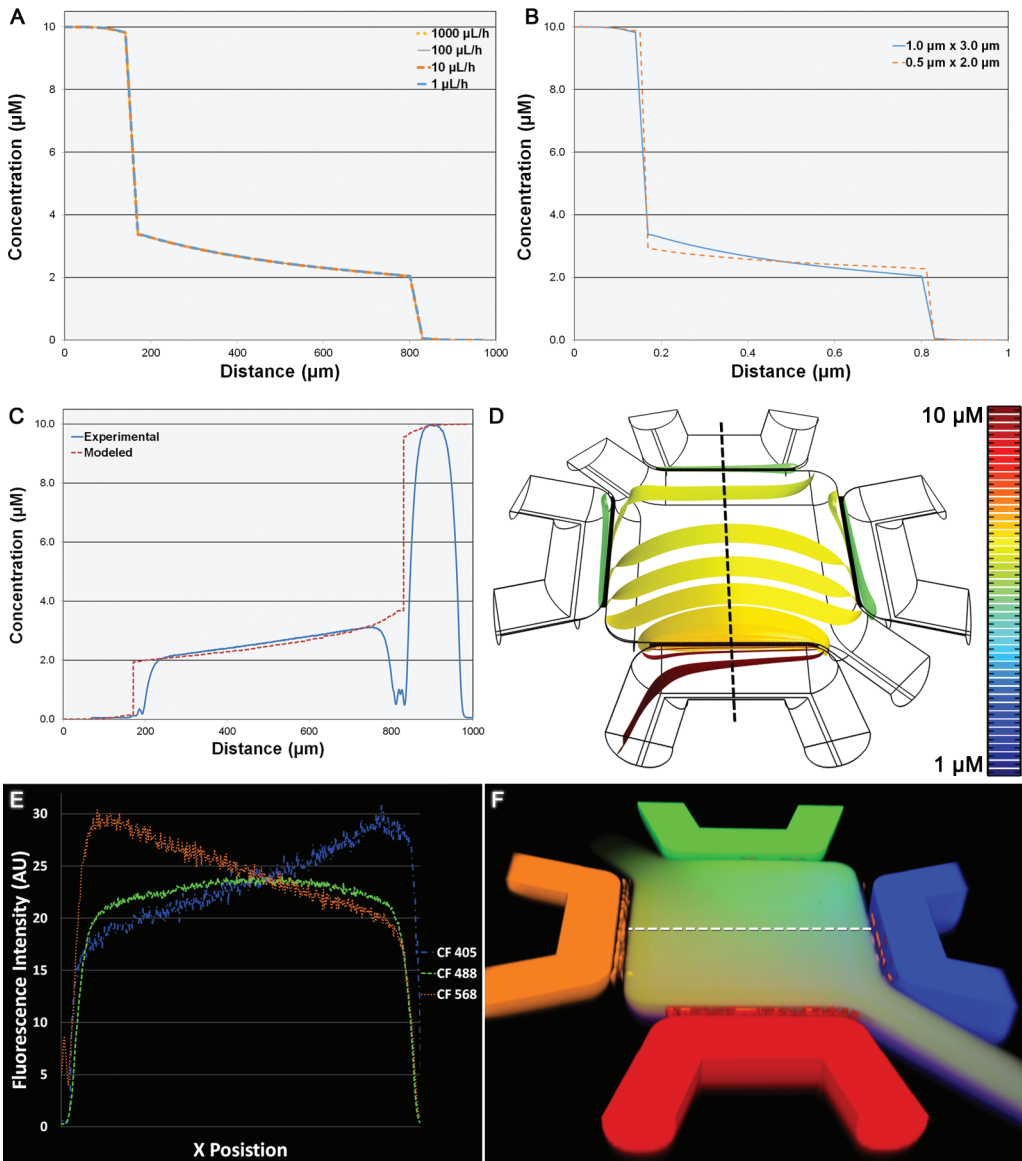 A
Concentration (µM)
10
8
6
4
2
0
0
200
400
600
800
1000
Distance (µm)
1000 µL/h
100 µL/h
10 µL/h
1 µL/h
B
Concentration (µM)
10.0
8.0
6.0
4.0
2.0
0.0
0
0.2
0.4
0.6
0.8
1
Distance (µm)
1.0 µm x 3.0 µm
0.5 µm x 2.0 µm
C
Concentration (µM)
10.0
8.0
6.0
4.0
2.0
0.0
0
200
400
600
800
1000
Distance (µm)
Experimental
Modeled
D
10 µM
1 µM
E
Fluorescence Intensity (AU)
30
25
20
15
10
5
0
X Posistion
CF 405
CF 488
CF 568
F